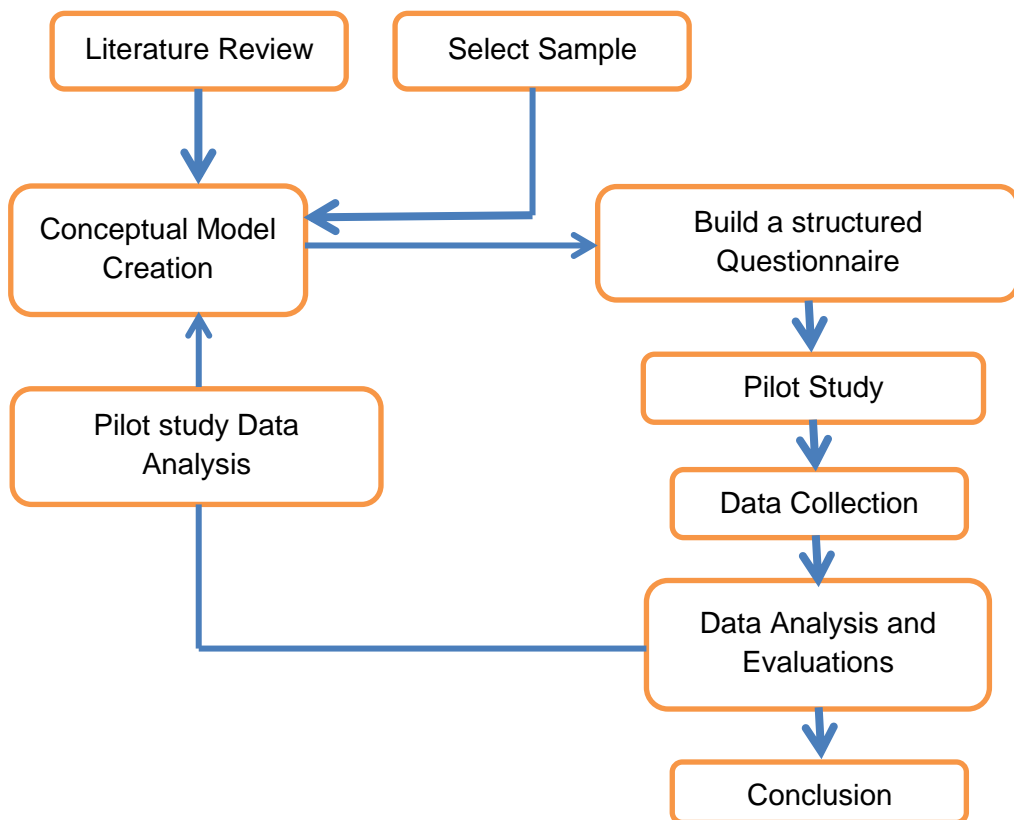 Literature Review
Select Sample
Conceptual Model
Creation
Build a structured
Questionnaire
Pilot Study
Pilot study Data
Analysis
Data Collection
Data Analysis and
Evaluations
Conclusion